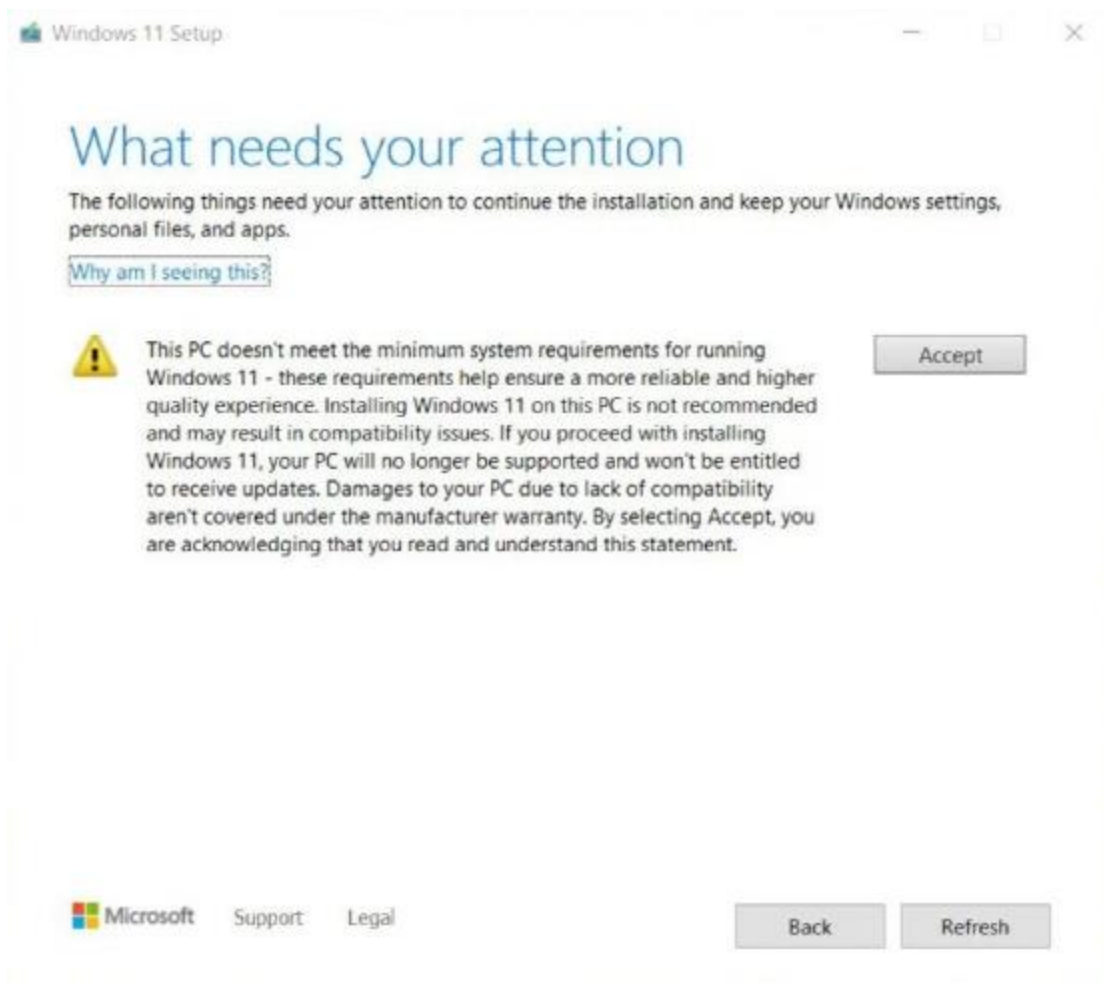 Windows 11 Setup
What needs your attention
The following things need your attention to continue the installation and keep your Windows settings,
personal files, and apps.
Why am I seeing this?
This PC doesn't meet the minimum system requirements for running
Windows 11 - these requirements help ensure a more reliable and higher
quality experience. Installing Windows 11 on this PC is not recommended
and may result in compatibility issues. If you proceed with installing
Windows 11, your PC will no longer be supported and won't be entitled
to receive updates. Damages to your PC due to lack of compatibility
aren't covered under the manufacturer warranty. By selecting Accept, you
are acknowledging that you read and understand this statement.
Accept
Microsoft Support Legal
Back Refresh